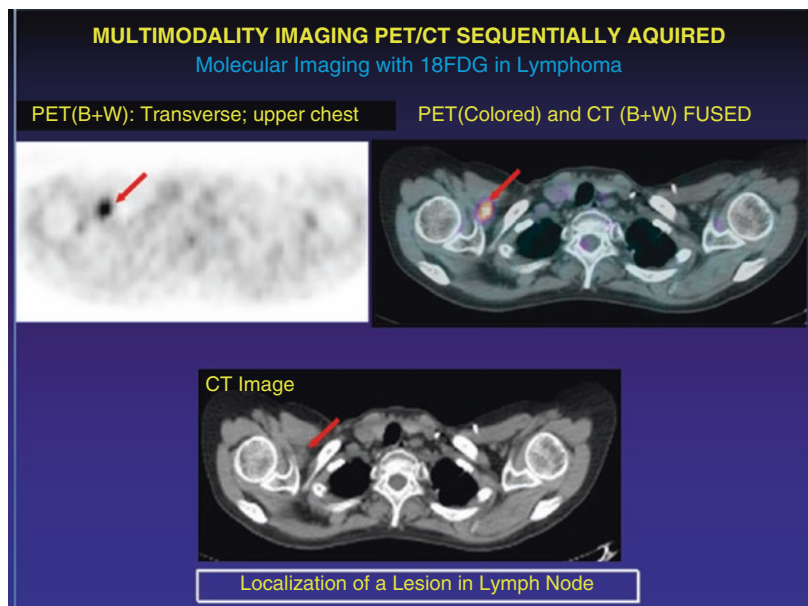 MULTIMODALITY IMAGING PET/CT SEQUENTIALLY AQUIRED
Molecular Imaging with 18FDG in Lymphoma
PET(B+W): Transverse; upper chest
PET(Colored) and CT (B+W) FUSED
CT Image
Localization of a Lesion in Lymph Node